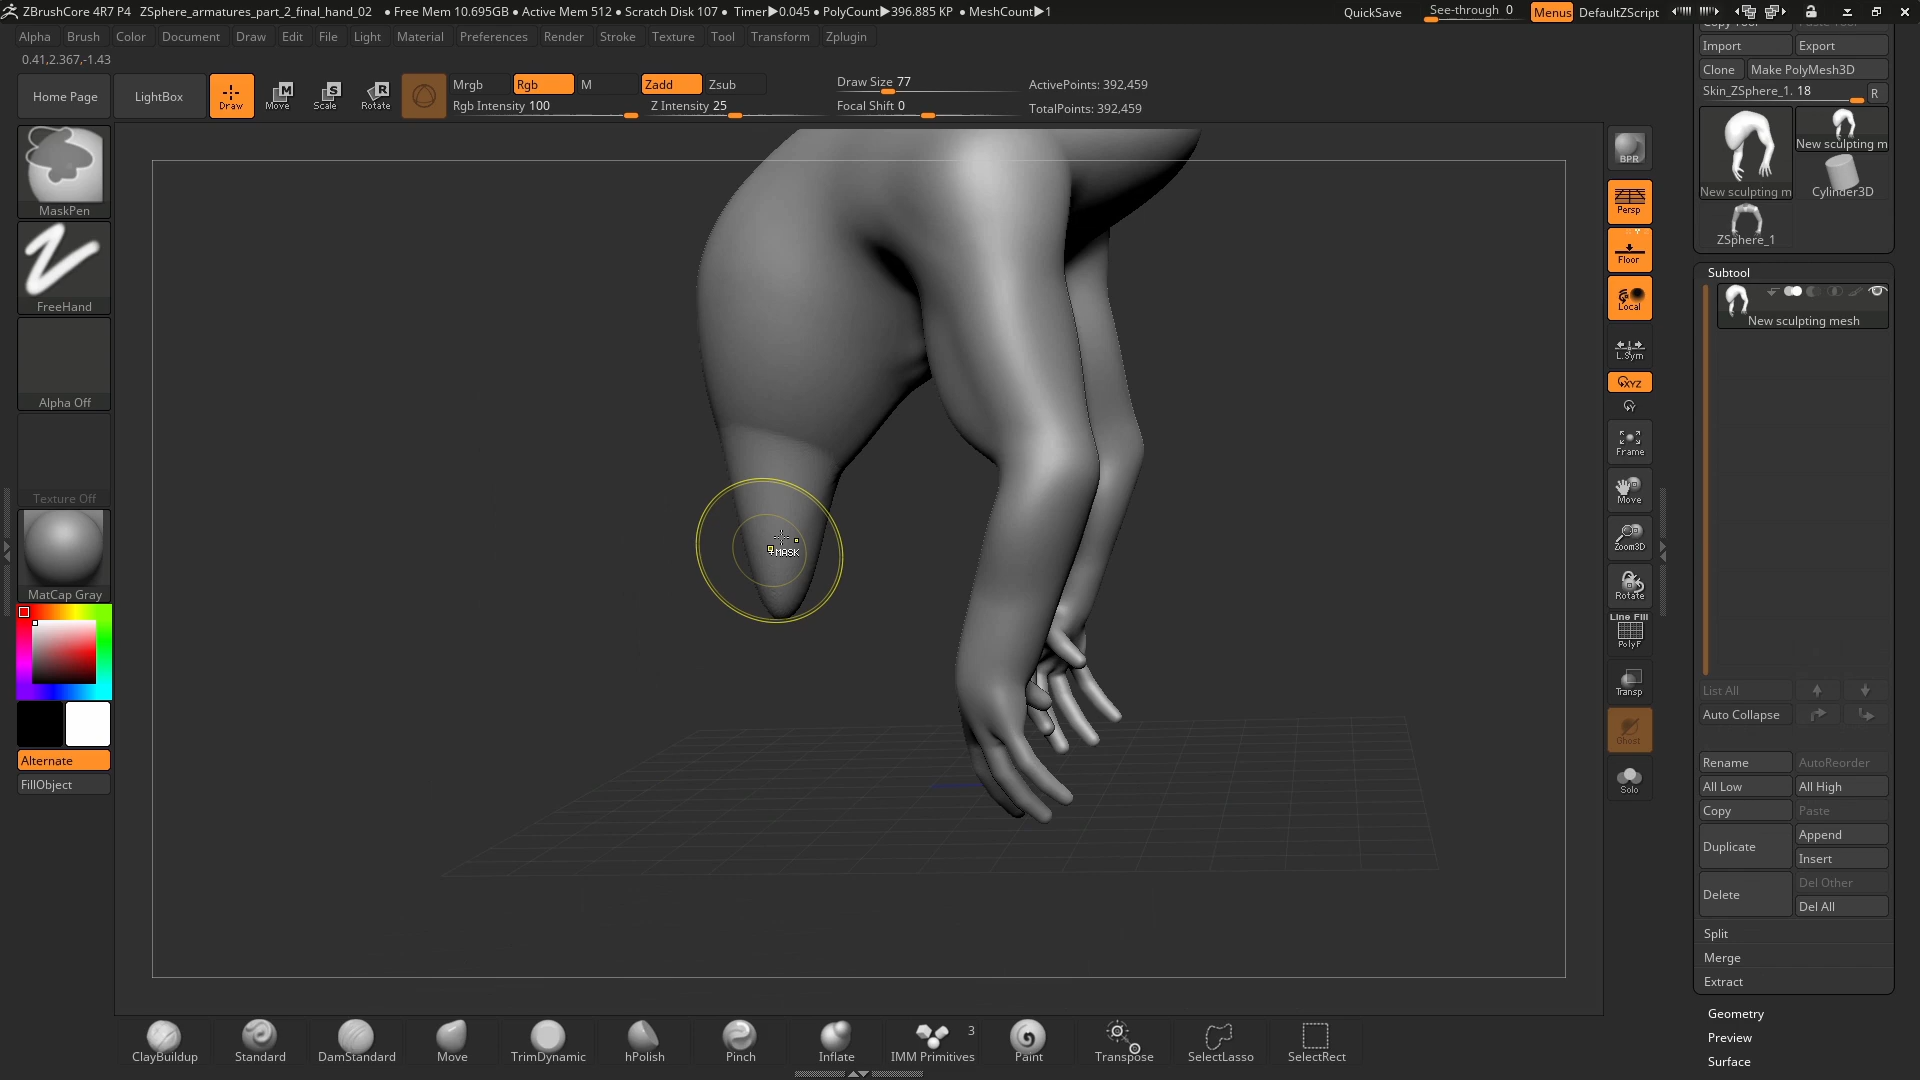 ZBrushCore 4R7 P4 ZSphere_armatures_part_2_final_hand_02 ● Free Mem 10.695GB ● Active Mem 512 ● Scratch Disk 107 ● Timer▶0.045 ● PolyCount▶396.885 KP ● MeshCount▶1 QuickSave See-through 0 Menus DefaultZScript
Alpha Brush Color Document Draw Edit File Light Material Preferences Render Stroke Texture Tool Transform Zplugin
0.41,2.367,-1.43
Home Page
LightBox
Draw
Move
Scale
Rotate
Mrgb Rgb M Zadd Zsub
Rgb Intensity 100 Z Intensity 25
Draw Size 77
Focal Shift 0
ActivePoints: 392,459
TotalPoints: 392,459
MaskPen
FreeHand
Alpha Off
Texture Off
MatCap Gray
Alternate
FillObject
+MASK
BPR
Persp
Floor
Local
L.Sym
XYZ
Y
Frame
Move
Zoom3D
Rotate
Line Fill
PolyF
Transp
Ghost
Solo
Import Export
Clone Make PolyMesh3D
Skin_ZSphere_1. 18 R
New sculpting m
New sculpting m
Cylinder3D
ZSphere_1
Subtool
New sculpting mesh
List All
Auto Collapse
Rename AutoReorder
All Low All High
Copy Paste
Duplicate Append
Insert
Delete Del Other
Del All
Split
Merge
Extract
Geometry
Preview
Surface
ClayBuildup Standard DamStandard Move TrimDynamic hPolish Pinch Inflate IMM Primitives 3 Paint Transpose SelectLasso SelectRect